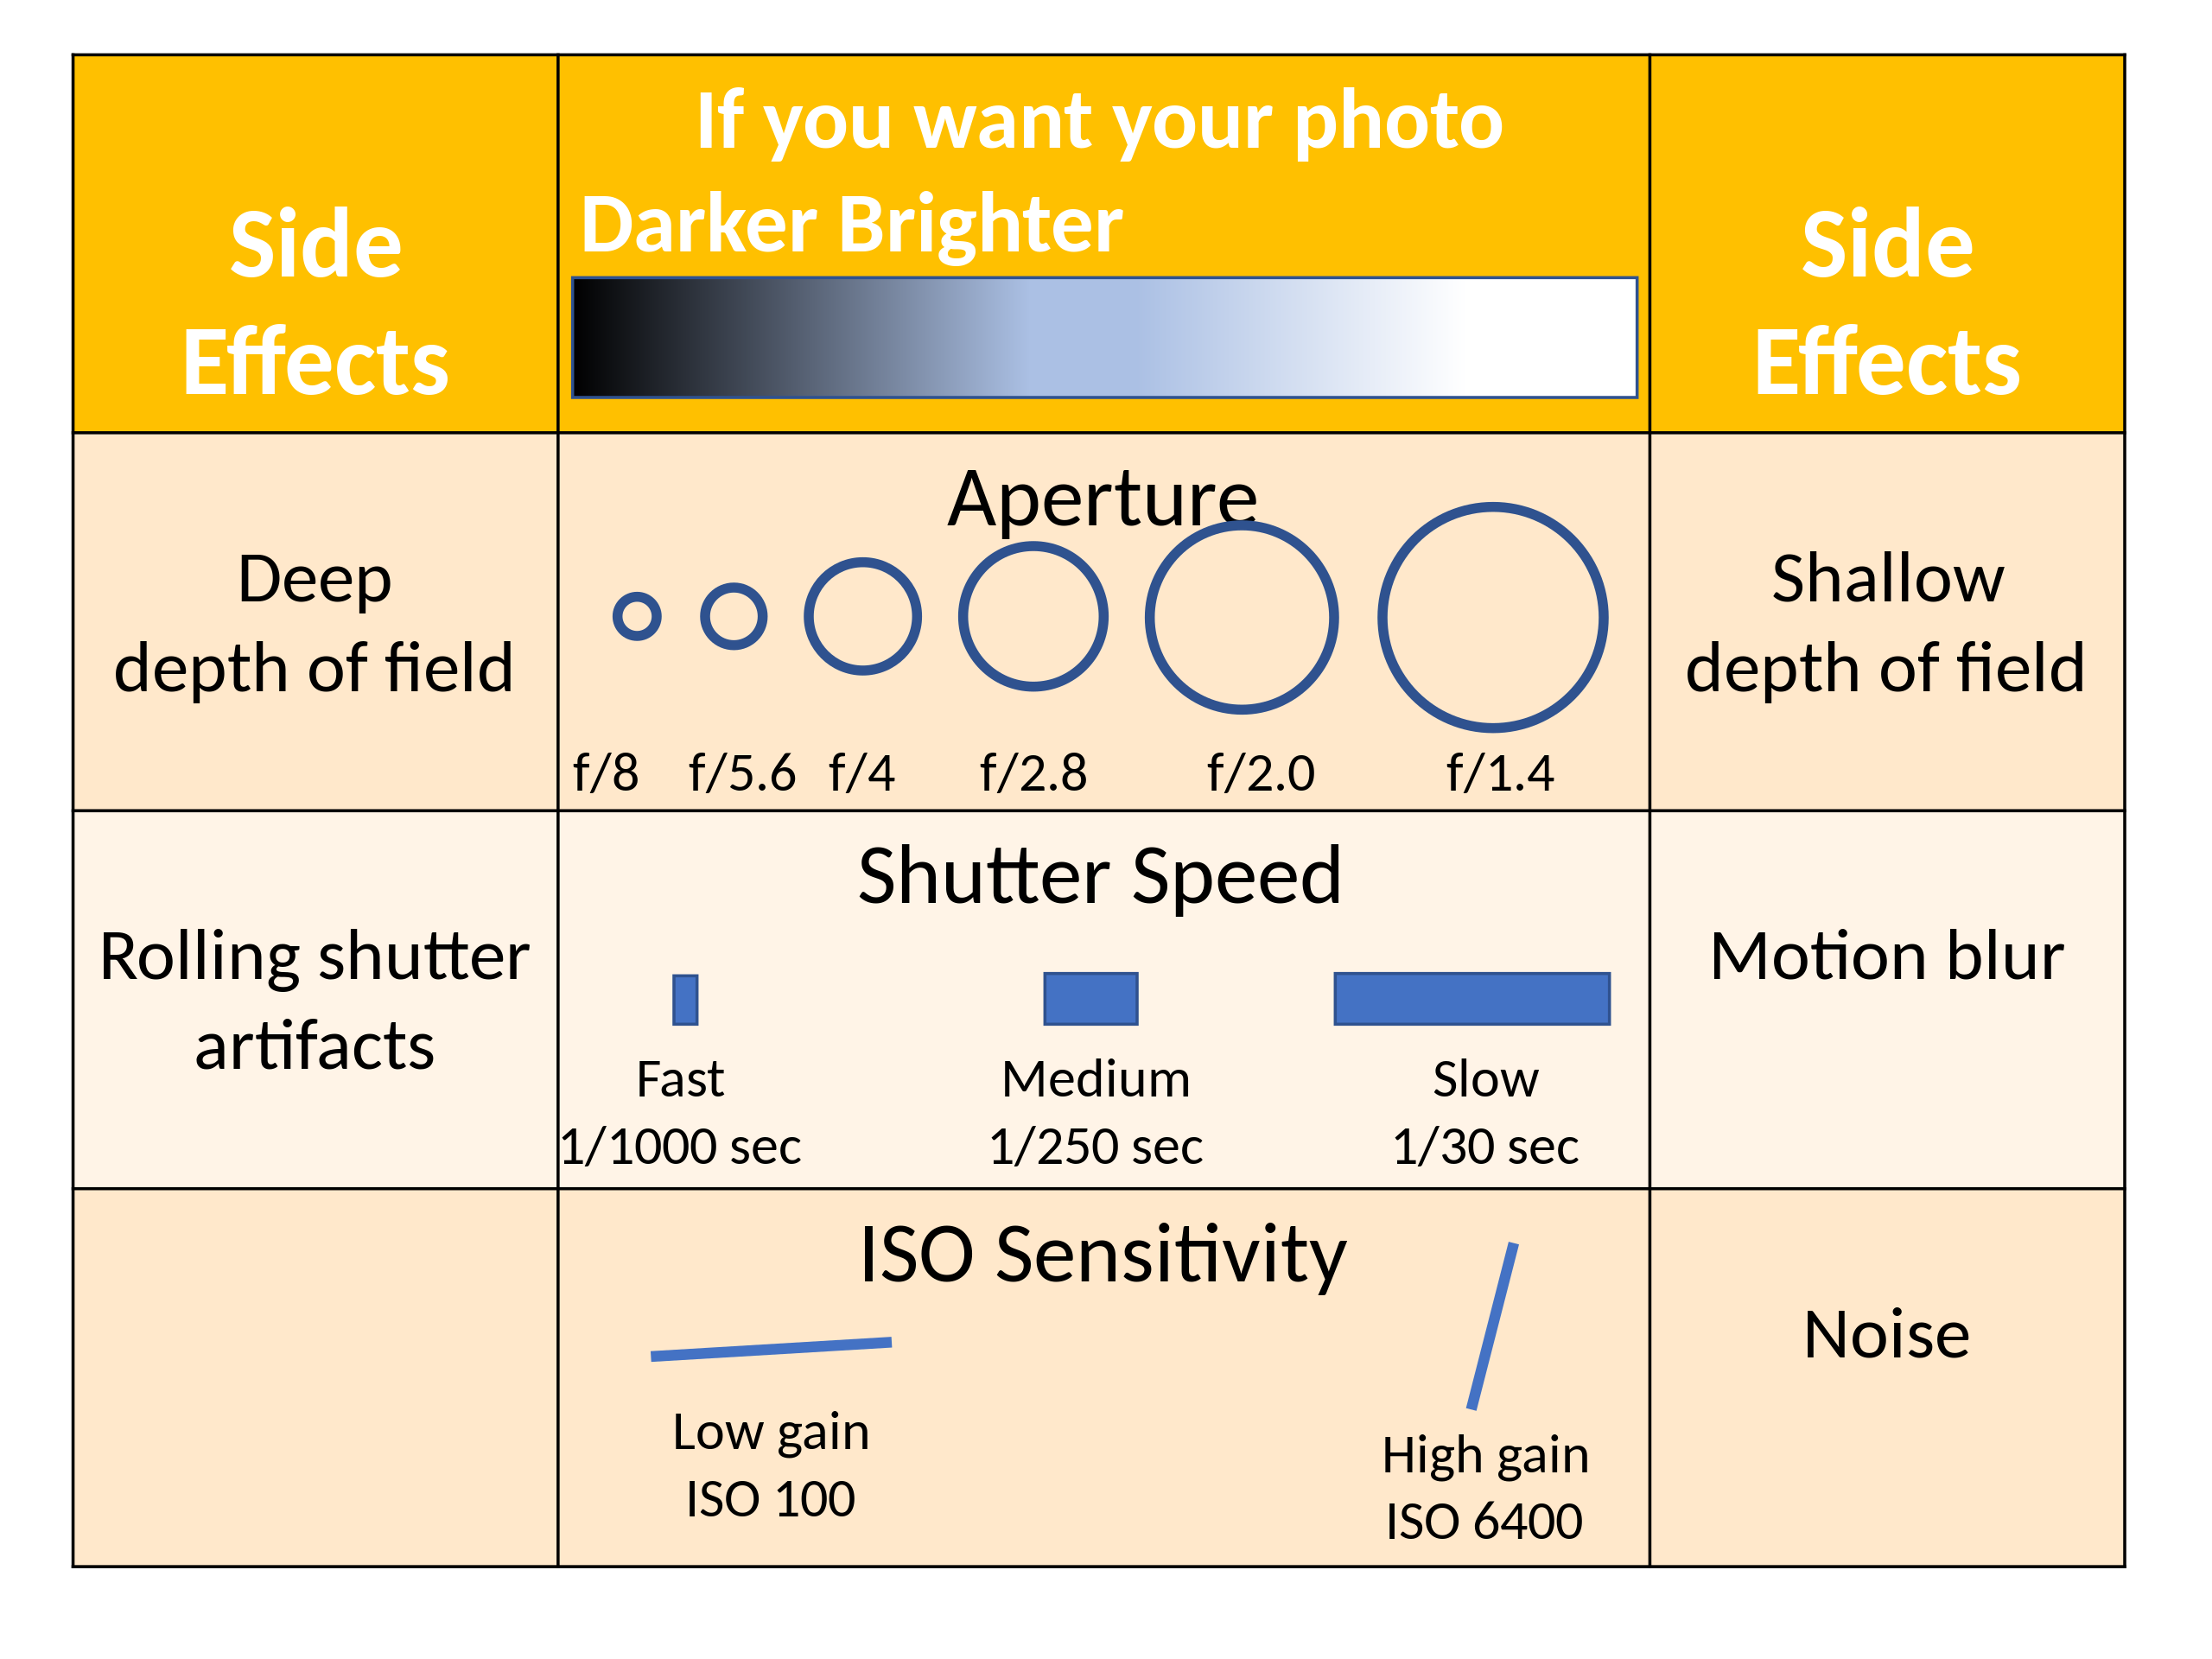 Side
Effects
If you want your photo
Darker Brighter
Side
Effects
Deep
depth of field
Aperture
f/8 f/5.6 f/4 f/2.8 f/2.0 f/1.4
Shallow
depth of field
Rolling shutter
artifacts
Shutter Speed
Fast Medium Slow
1/1000 sec 1/250 sec 1/30 sec
Motion blur
ISO Sensitivity
Low gain
ISO 100
High gain
ISO 6400
Noise